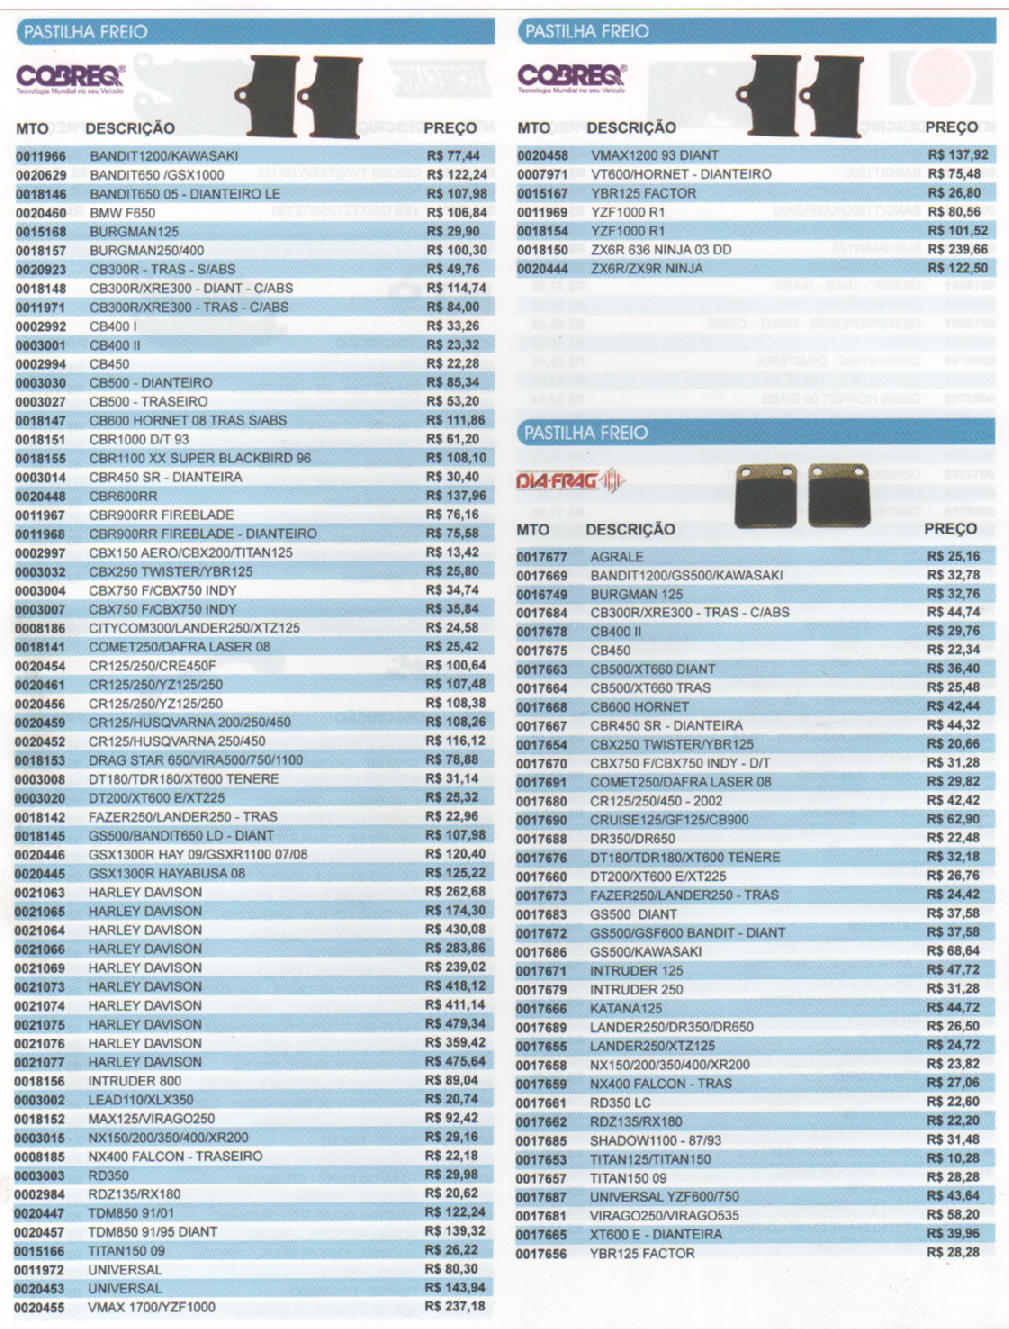 PASTILHA FREIO
COBREQ®
Tecnologia Mundial no seu Veículo
MTO DESCRIÇÃO PREÇO
0011966 BANDIT1200/KAWASAKI R$ 77,44
0020629 BANDIT650 /GSX1000 R$ 122,24
0018146 BANDIT650 05 - DIANTEIRO LE R$ 107,98
0020460 BMW F650 R$ 106,84
0015168 BURGMAN125 R$ 29,90
0018157 BURGMAN250/400 R$ 100,30
0020923 CB300R - TRAS - S/ABS R$ 49,76
0018148 CB300R/XRE300 - DIANT - C/ABS R$ 114,74
0011971 CB300R/XRE300 - TRAS - C/ABS R$ 84,00
0002992 CB400 I R$ 33,26
0003001 CB400 II R$ 23,32
0002994 CB450 R$ 22,28
0003030 CB500 - DIANTEIRO R$ 85,34
0003027 CB500 - TRASEIRO R$ 53,20
0018147 CB600 HORNET 08 TRAS S/ABS R$ 111,86
0018151 CBR1000 D/T 93 R$ 61,20
0018155 CBR1100 XX SUPER BLACKBIRD 96 R$ 108,10
0003014 CBR450 SR - DIANTEIRA R$ 30,40
0020448 CBR600RR R$ 137,96
0011967 CBR900RR FIREBLADE R$ 76,16
0011968 CBR900RR FIREBLADE - DIANTEIRO R$ 75,58
0002997 CBX150 AERO/CBX200/TITAN125 R$ 13,42
0003032 CBX250 TWISTER/YBR125 R$ 25,80
0003004 CBX750 F/CBX750 INDY R$ 34,74
0003007 CBX750 F/CBX750 INDY R$ 35,84
0008186 CITYCOM300/LANDER250/XTZ125 R$ 24,58
0018141 COMET250/DAFRA LASER 08 R$ 25,42
0020454 CR125/250/CRE450F R$ 100,64
0020461 CR125/250/YZ125/250 R$ 107,48
0020456 CR125/250/YZ125/250 R$ 108,38
0020459 CR125/HUSQVARNA 200/250/450 R$ 108,26
0020452 CR125/HUSQVARNA 250/450 R$ 116,12
0018153 DRAG STAR 650/VIRA500/750/1100 R$ 78,88
0003008 DT180/TDR180/XT600 TENERE R$ 31,14
0003020 DT200/XT600 E/XT225 R$ 25,32
0018142 FAZER250/LANDER250 - TRAS R$ 22,96
0018145 GS500/BANDIT650 LD - DIANT R$ 107,98
0020446 GSX1300R HAY 09/GSXR1100 07/08 R$ 120,40
0020445 GSX1300R HAYABUSA 08 R$ 125,22
0021063 HARLEY DAVISON R$ 262,68
0021065 HARLEY DAVISON R$ 174,30
0021064 HARLEY DAVISON R$ 430,08
0021066 HARLEY DAVISON R$ 283,86
0021069 HARLEY DAVISON R$ 239,02
0021073 HARLEY DAVISON R$ 418,12
0021074 HARLEY DAVISON R$ 411,14
0021075 HARLEY DAVISON R$ 479,34
0021076 HARLEY DAVISON R$ 359,42
0021077 HARLEY DAVISON R$ 475,64
0018156 INTRUDER 800 R$ 89,04
0003002 LEAD110/XLX350 R$ 20,74
0018152 MAX125/VIRAGO250 R$ 92,42
0003015 NX150/200/350/400/XR200 R$ 29,16
0008185 NX400 FALCON - TRASEIRO R$ 22,18
0003003 RD350 R$ 29,98
0002984 RDZ135/RX180 R$ 20,62
0020447 TDM850 91/01 R$ 122,24
0020457 TDM850 91/95 DIANT R$ 139,32
0015166 TITAN150 09 R$ 26,22
0011972 UNIVERSAL R$ 80,30
0020453 UNIVERSAL R$ 143,94
0020455 VMAX 1700/YZF1000 R$ 237,18
PASTILHA FREIO
COBREQ®
Tecnologia Mundial no seu Veículo
MTO DESCRIÇÃO PREÇO
0020458 VMAX1200 93 DIANT R$ 137,92
0007971 VT600/HORNET - DIANTEIRO R$ 75,48
0015167 YBR125 FACTOR R$ 26,80
0011969 YZF1000 R1 R$ 80,56
0018154 YZF1000 R1 R$ 101,52
0018150 ZX6R 636 NINJA 03 DD R$ 239,66
0020444 ZX6R/ZX9R NINJA R$ 122,50
PASTILHA FREIO
DIA-FRAG
MTO DESCRIÇÃO PREÇO
0017677 AGRALE R$ 25,16
0017669 BANDIT1200/GS500/KAWASAKI R$ 32,78
0016749 BURGMAN 125 R$ 32,76
0017684 CB300R/XRE300 - TRAS - C/ABS R$ 44,74
0017678 CB400 II R$ 29,76
0017675 CB450 R$ 22,34
0017663 CB500/XT660 DIANT R$ 36,40
0017664 CB500/XT660 TRAS R$ 25,48
0017668 CB600 HORNET R$ 42,44
0017667 CBR450 SR - DIANTEIRA R$ 44,32
0017654 CBX250 TWISTER/YBR125 R$ 20,66
0017670 CBX750 F/CBX750 INDY - D/T R$ 31,28
0017691 COMET250/DAFRA LASER 08 R$ 29,82
0017680 CR125/250/450 - 2002 R$ 42,42
0017690 CRUISE125/GF125/CB900 R$ 62,90
0017688 DR350/DR650 R$ 22,48
0017676 DT180/TDR180/XT600 TENERE R$ 32,18
0017660 DT200/XT600 E/XT225 R$ 26,76
0017673 FAZER250/LANDER250 - TRAS R$ 24,42
0017683 GS500 DIANT R$ 37,58
0017672 GS500/GSF600 BANDIT - DIANT R$ 37,58
0017686 GS500/KAWASAKI R$ 68,64
0017671 INTRUDER 125 R$ 47,72
0017679 INTRUDER 250 R$ 31,28
0017666 KATANA125 R$ 44,72
0017689 LANDER250/DR350/DR650 R$ 26,50
0017655 LANDER250/XTZ125 R$ 24,72
0017658 NX150/200/350/400/XR200 R$ 23,82
0017659 NX400 FALCON - TRAS R$ 27,06
0017661 RD350 LC R$ 22,60
0017662 RDZ135/RX180 R$ 22,20
0017685 SHADOW1100 - 87/93 R$ 31,48
0017653 TITAN125/TITAN150 R$ 10,28
0017657 TITAN150 09 R$ 28,28
0017687 UNIVERSAL YZF600/750 R$ 43,64
0017681 VIRAGO250/VIRAGO535 R$ 58,20
0017665 XT600 E - DIANTEIRA R$ 39,96
0017656 YBR125 FACTOR R$ 28,28